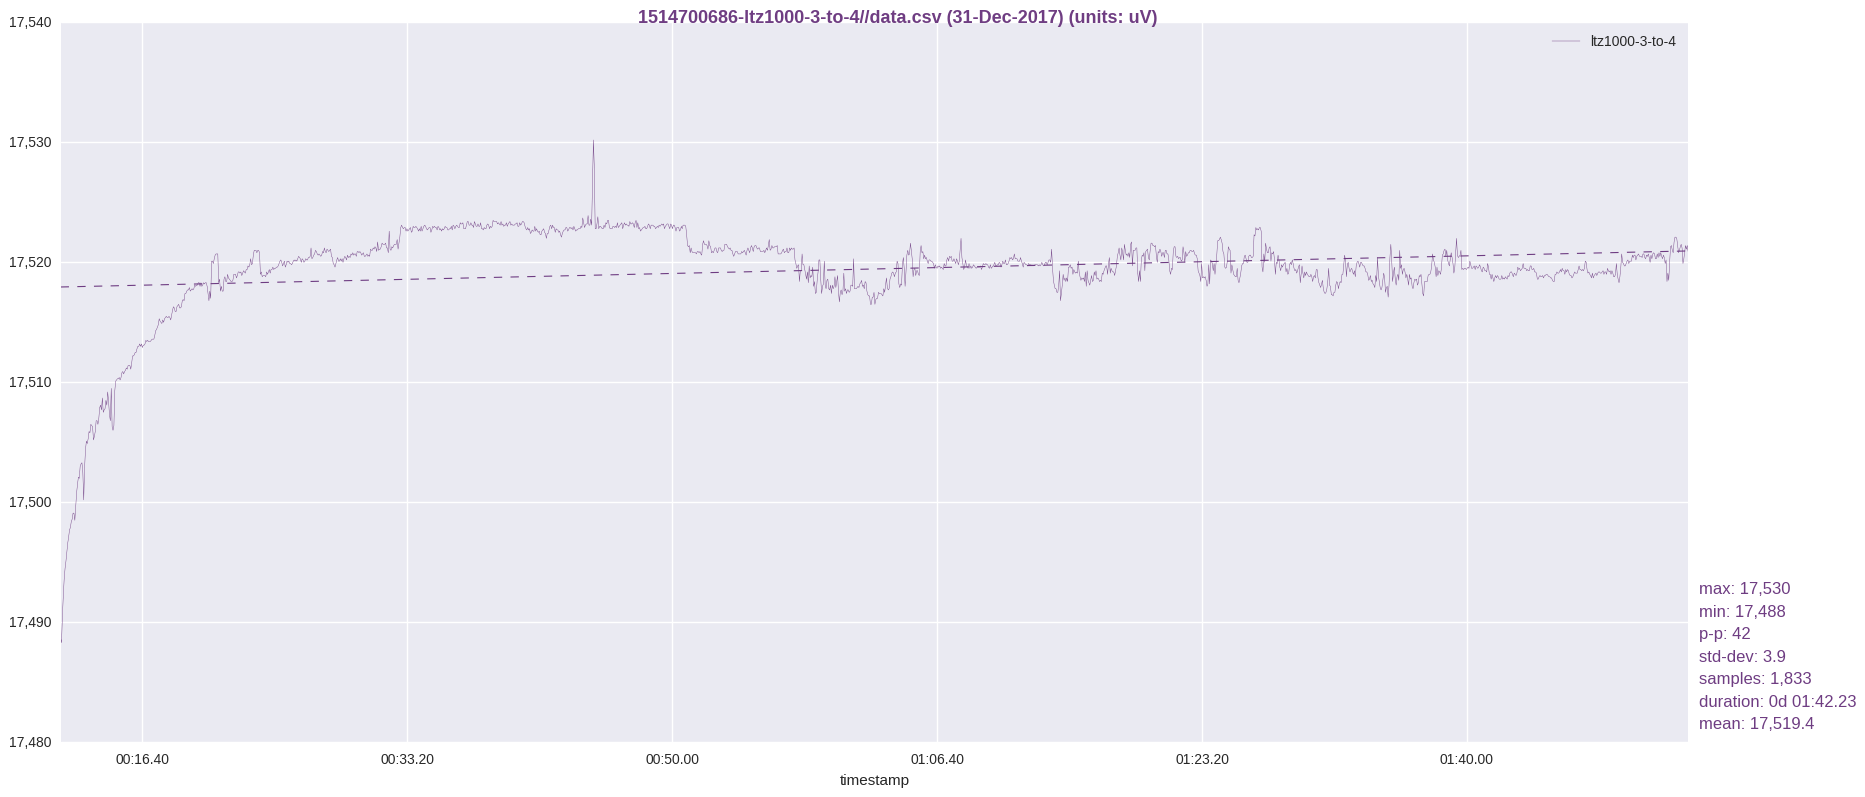 1514700686-ltz1000-3-to-4//data.csv (31-Dec-2017) (units: uV)
ltz1000-3-to-4
17,540
17,530
17,520
17,510
17,500
17,490
17,480
00:16.40 00:33.20 00:50.00 01:06.40 01:23.20 01:40.00
timestamp
max: 17,530
min: 17,488
p-p: 42
std-dev: 3.9
samples: 1,833
duration: 0d 01:42.23
mean: 17,519.4